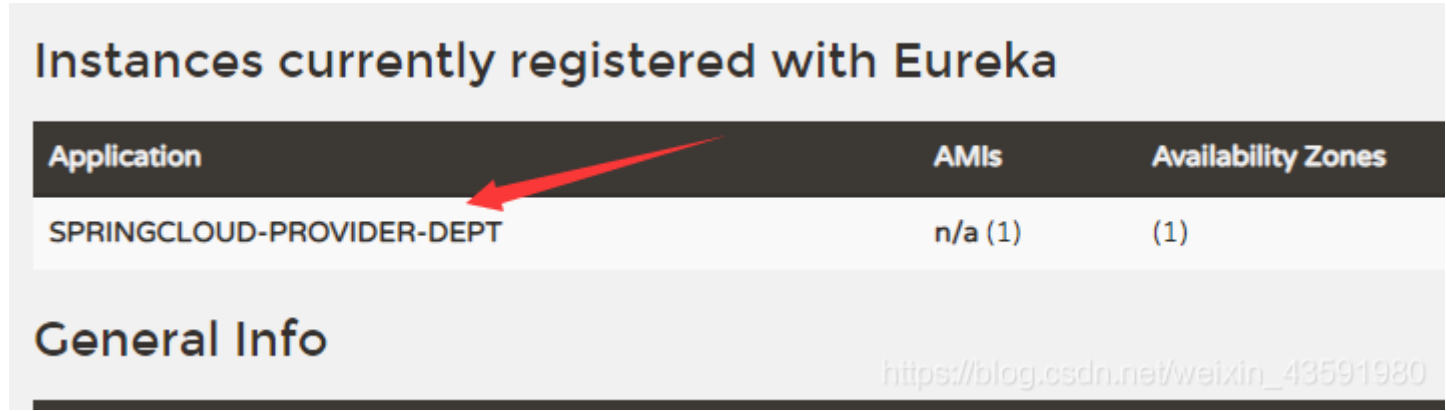 Instances currently registered with Eureka
Application AMIs Availability Zones
SPRINGCLOUD-PROVIDER-DEPT n/a (1) (1)
General Info
https://blog.csdn.net/weixin_43591980